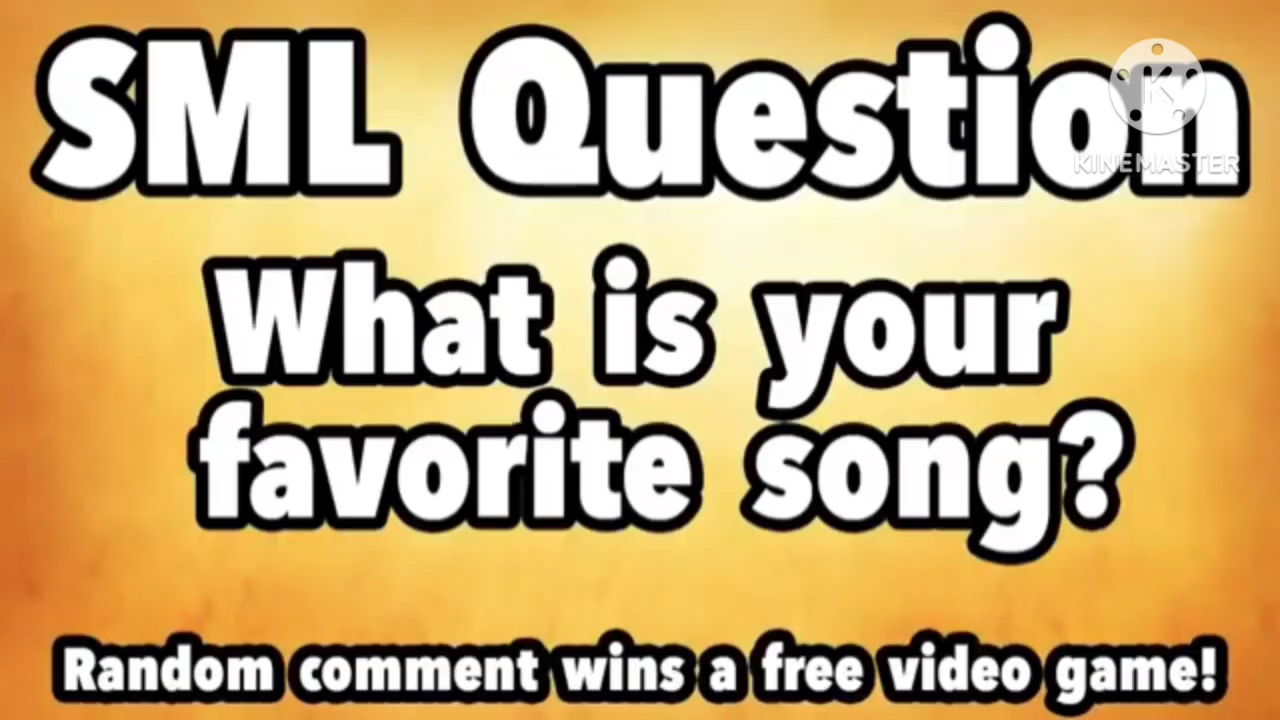 SML Question
KINEMASTER
What is your
favorite song?
Random comment wins a free video game!